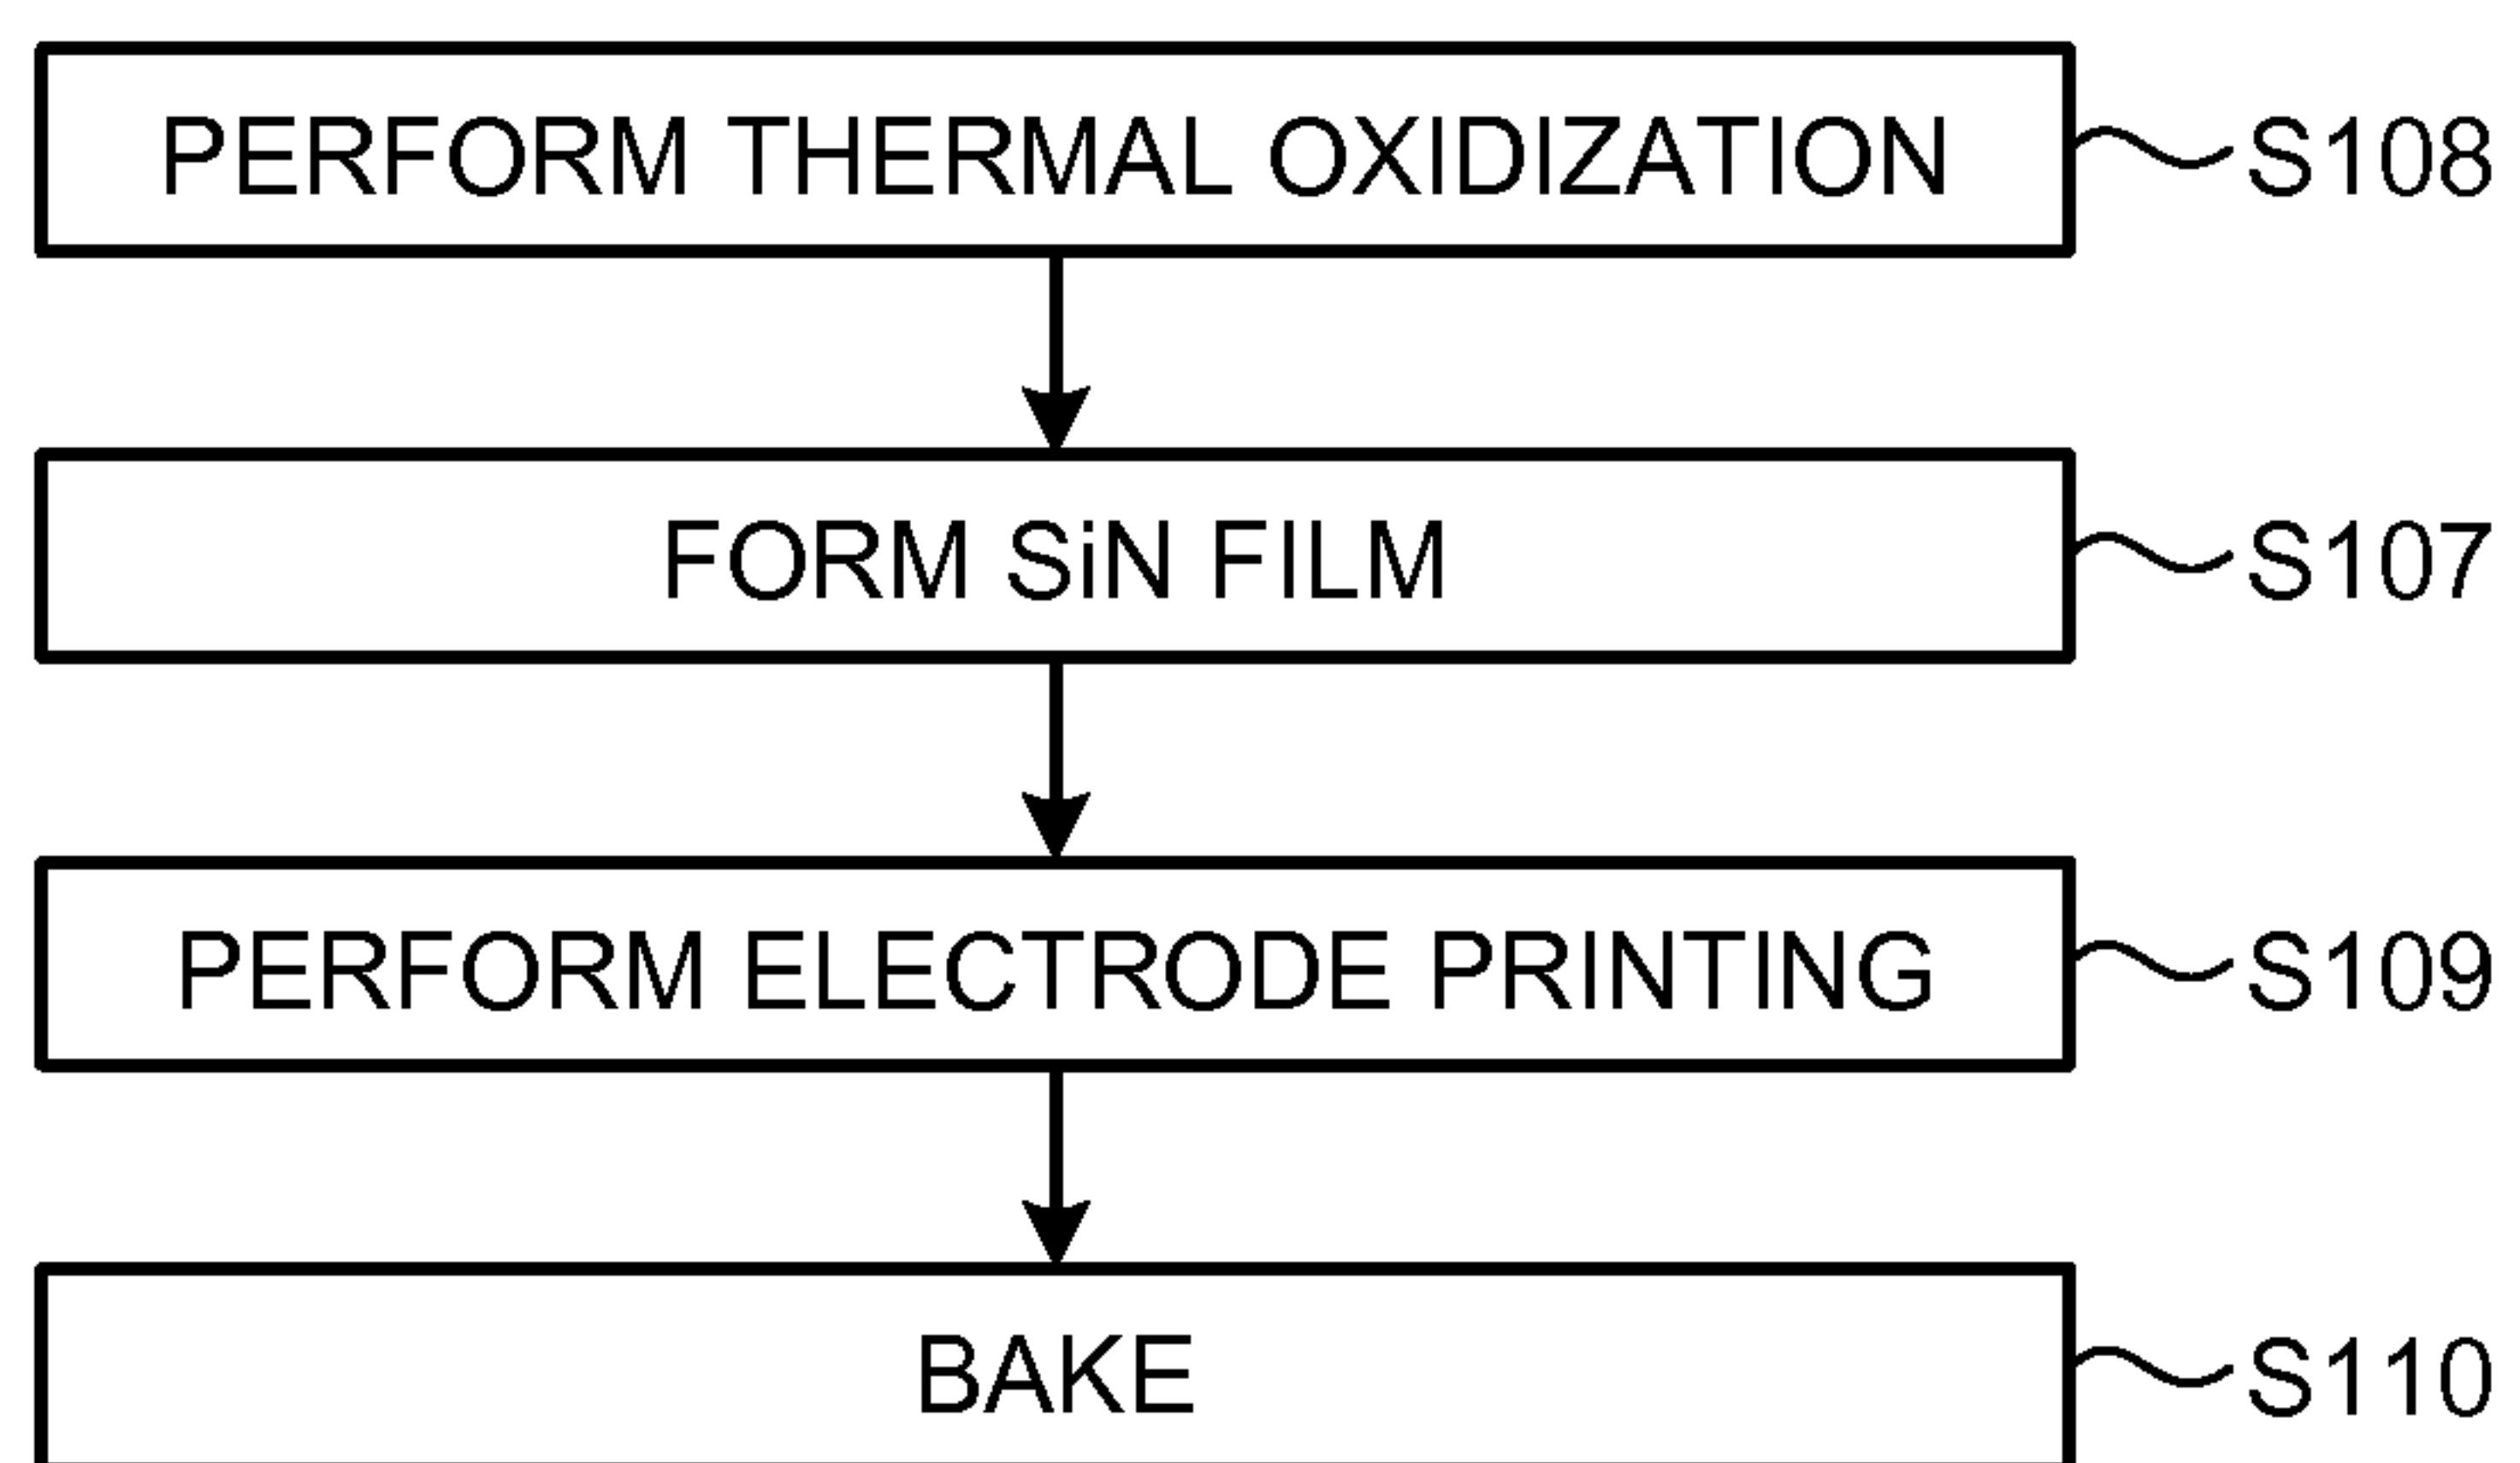 PERFORM THERMAL OXIDIZATION S108
FORM SiN FILM S107
PERFORM ELECTRODE PRINTING S109
BAKE S110